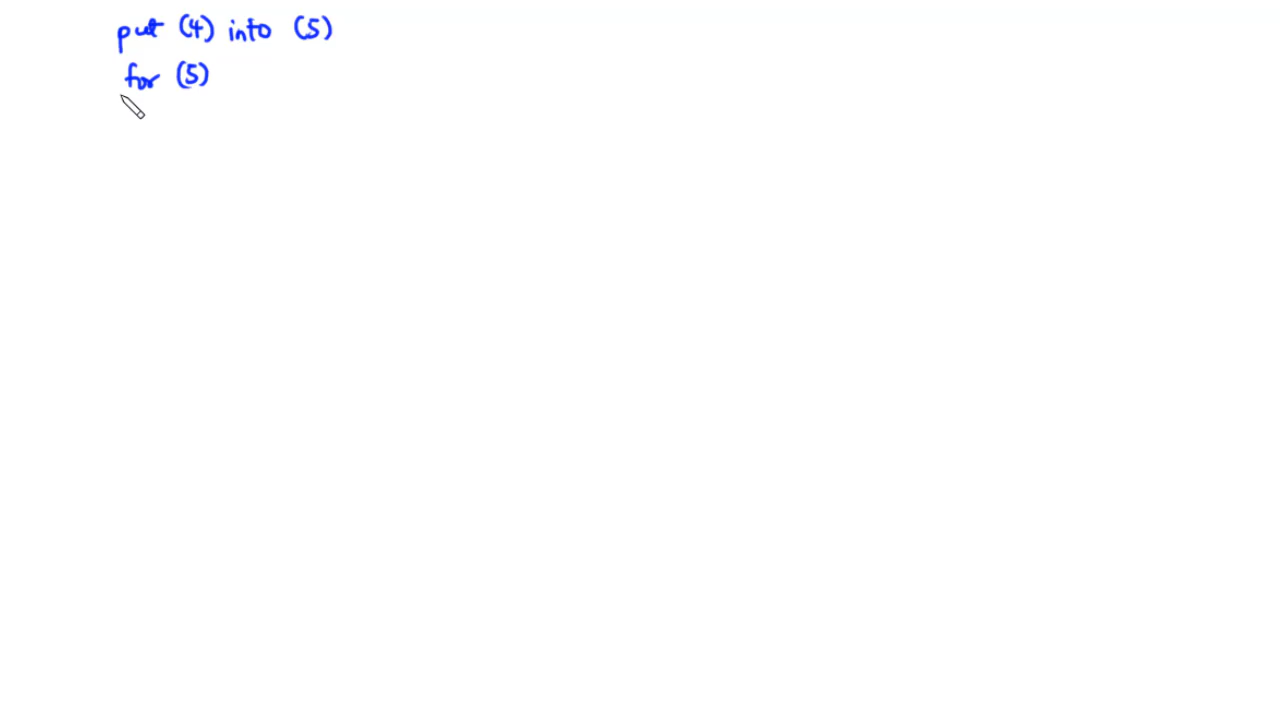 put (4) into (5)
for (5)